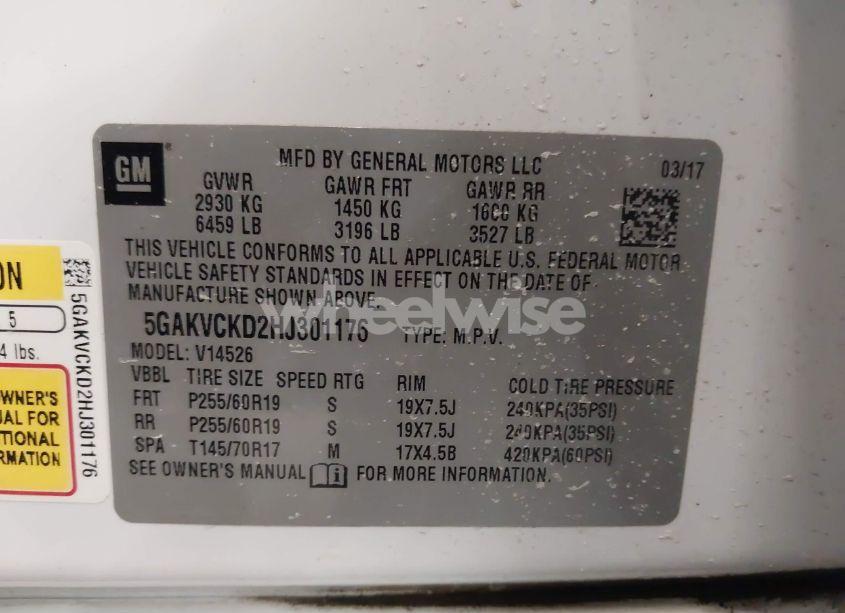 GM
MFD BY GENERAL MOTORS LLC 03/17
GVWR GAWR FRT GAWR RR
2930 KG 1450 KG 1600 KG
6459 LB 3196 LB 3527 LB
THIS VEHICLE CONFORMS TO ALL APPLICABLE U.S. FEDERAL MOTOR
VEHICLE SAFETY STANDARDS IN EFFECT ON THE DATE OF
MANUFACTURE SHOWN ABOVE.
5GAKVCKD2HJ301176 TYPE: M.P.V.
MODEL: V14526
VBBL TIRE SIZE SPEED RTG RIM COLD TIRE PRESSURE
FRT P255/60R19 S 19X7.5J 240KPA(35PSI)
RR P255/60R19 S 19X7.5J 240KPA(35PSI)
SPA T145/70R17 M 17X4.5B 420KPA(60PSI)
SEE OWNER'S MANUAL FOR MORE INFORMATION.
wheelwise
ON
5
4 lbs.
OWNER'S
UAL FOR
TIONAL
RMATION
5GAKVCKD2HJ301176